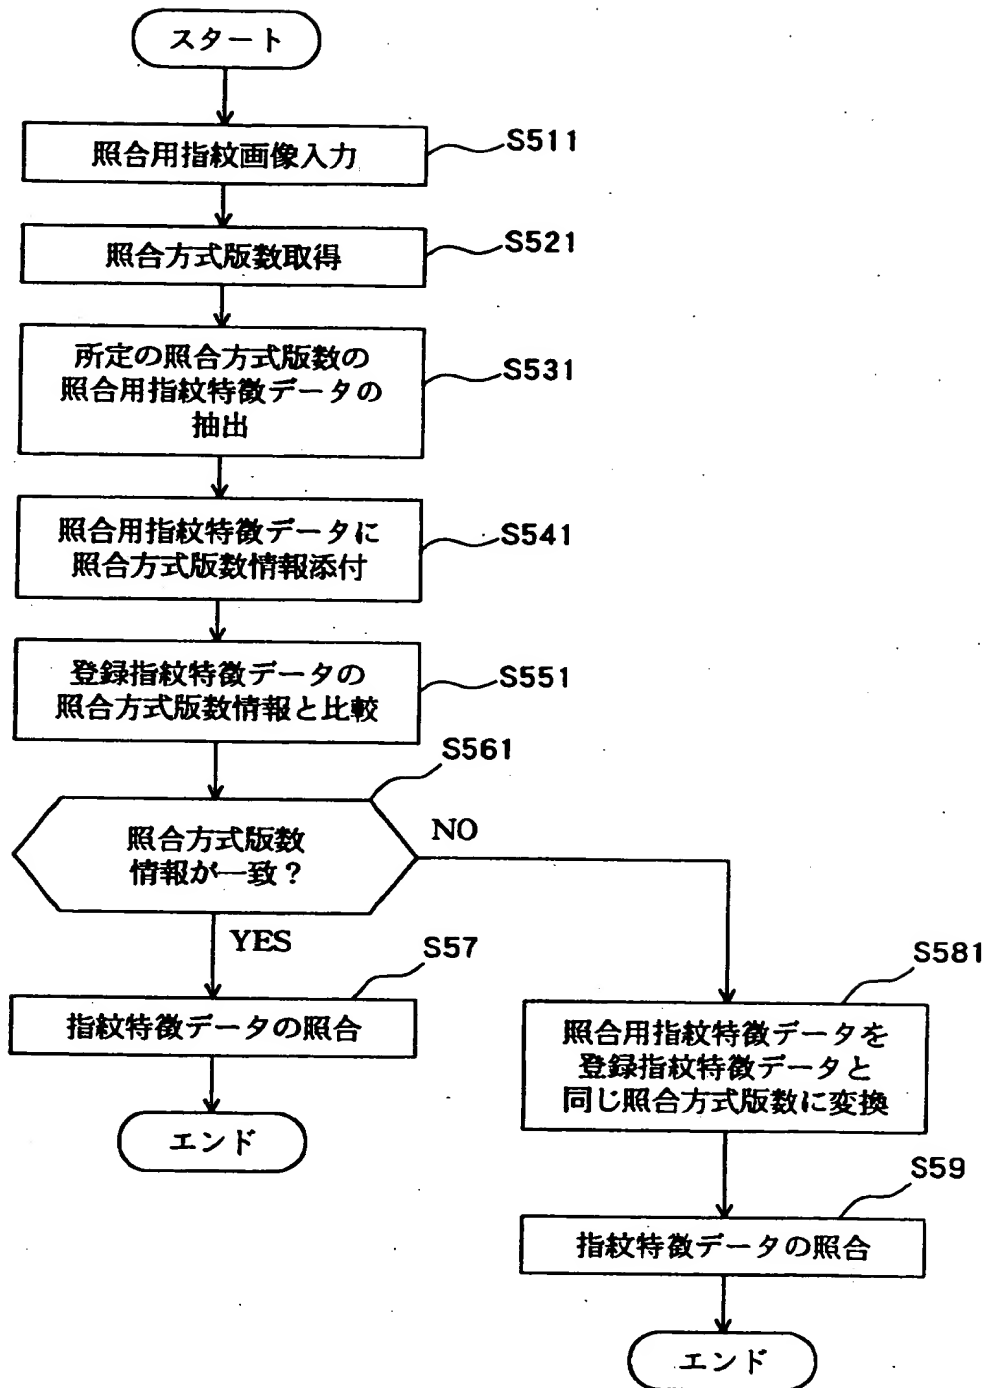 スタート
照合用指紋画像入力
S511
照合方式版数取得
S521
所定の照合方式版数の
照合用指紋特徴データの
抽出
S531
照合用指紋特徴データに
照合方式版数情報添付
S541
登録指紋特徴データの
照合方式版数情報と比較
S551
S561
照合方式版数
情報が一致?
NO
YES
S57
指紋特徴データの照合
エンド
S581
照合用指紋特徴データを
登録指紋特徴データと
同じ照合方式版数に変換
S59
指紋特徴データの照合
エンド